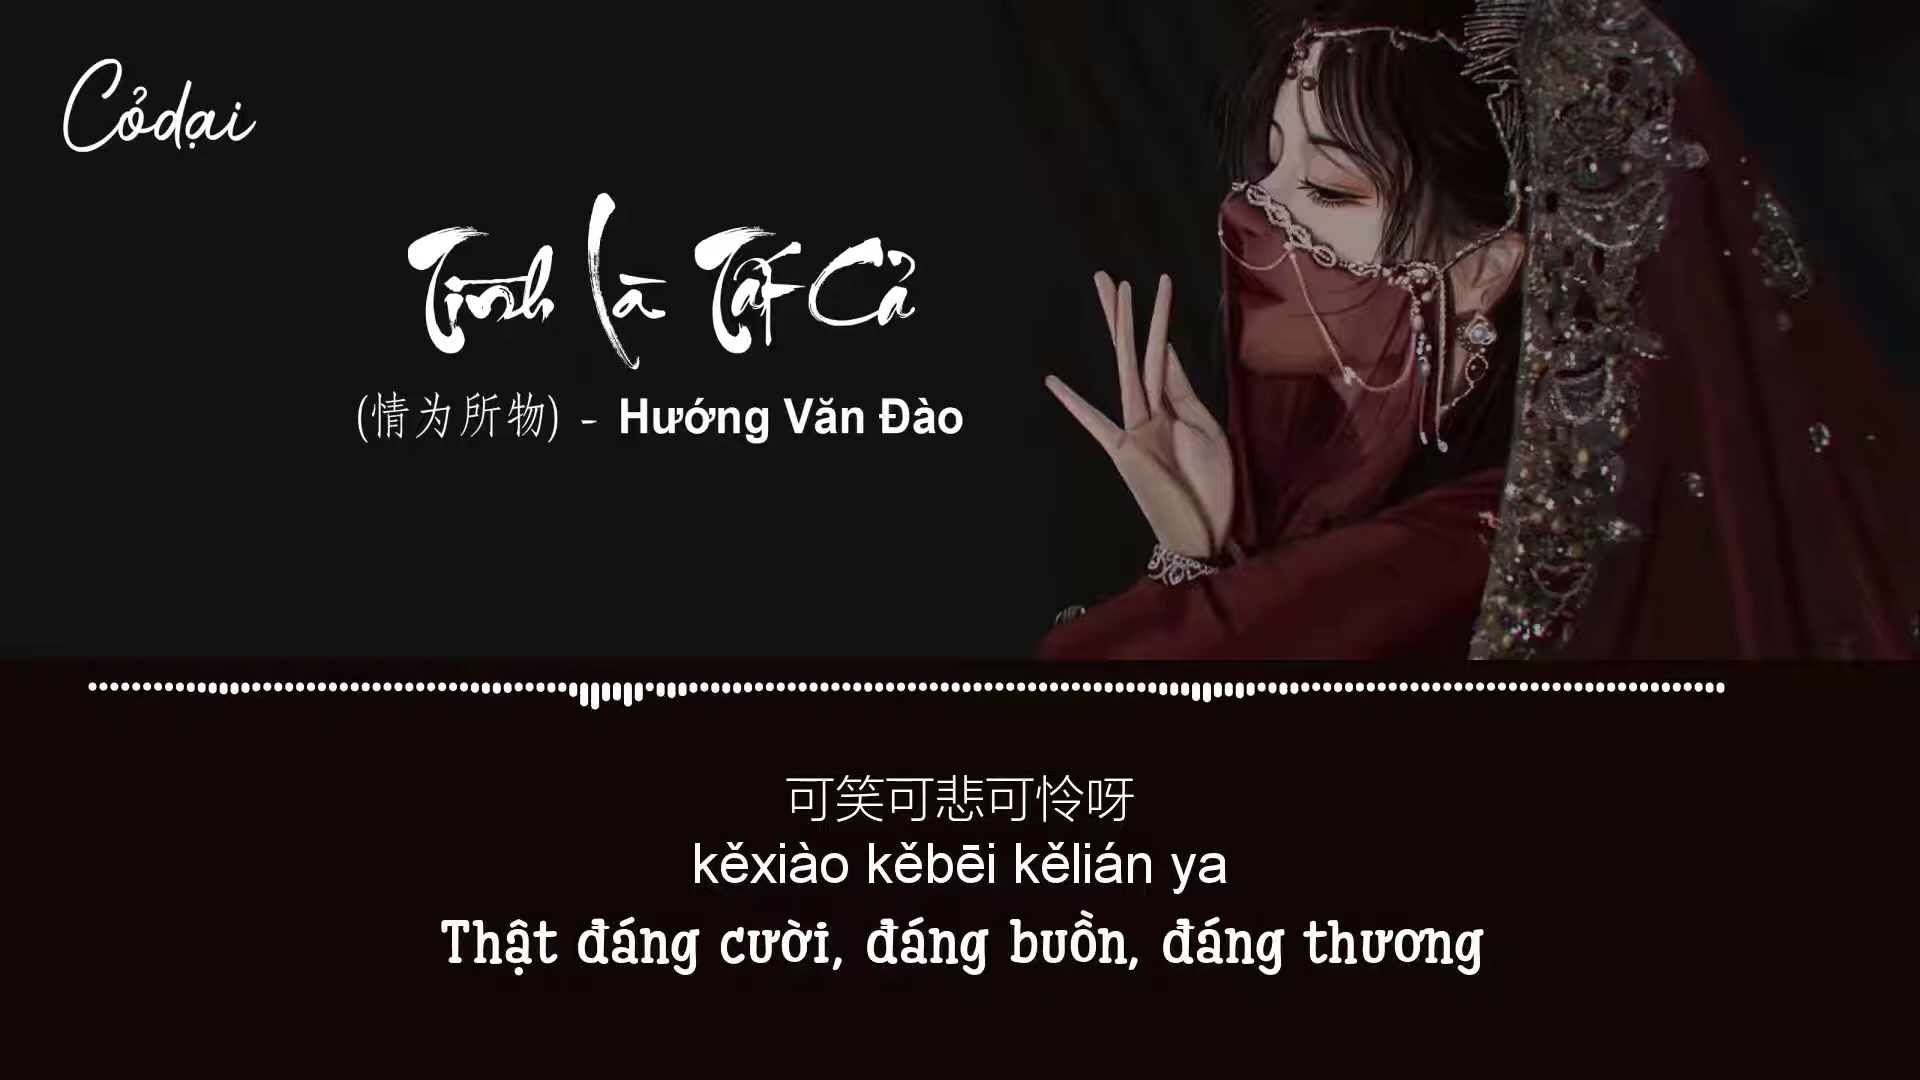 Cỏdại
Tình Là Tất Cả
(情为所物) - Hướng Văn Đào
可笑可悲可怜呀
kěxiào kěbēi kělián ya
Thật đáng cười, đáng buồn, đáng thương